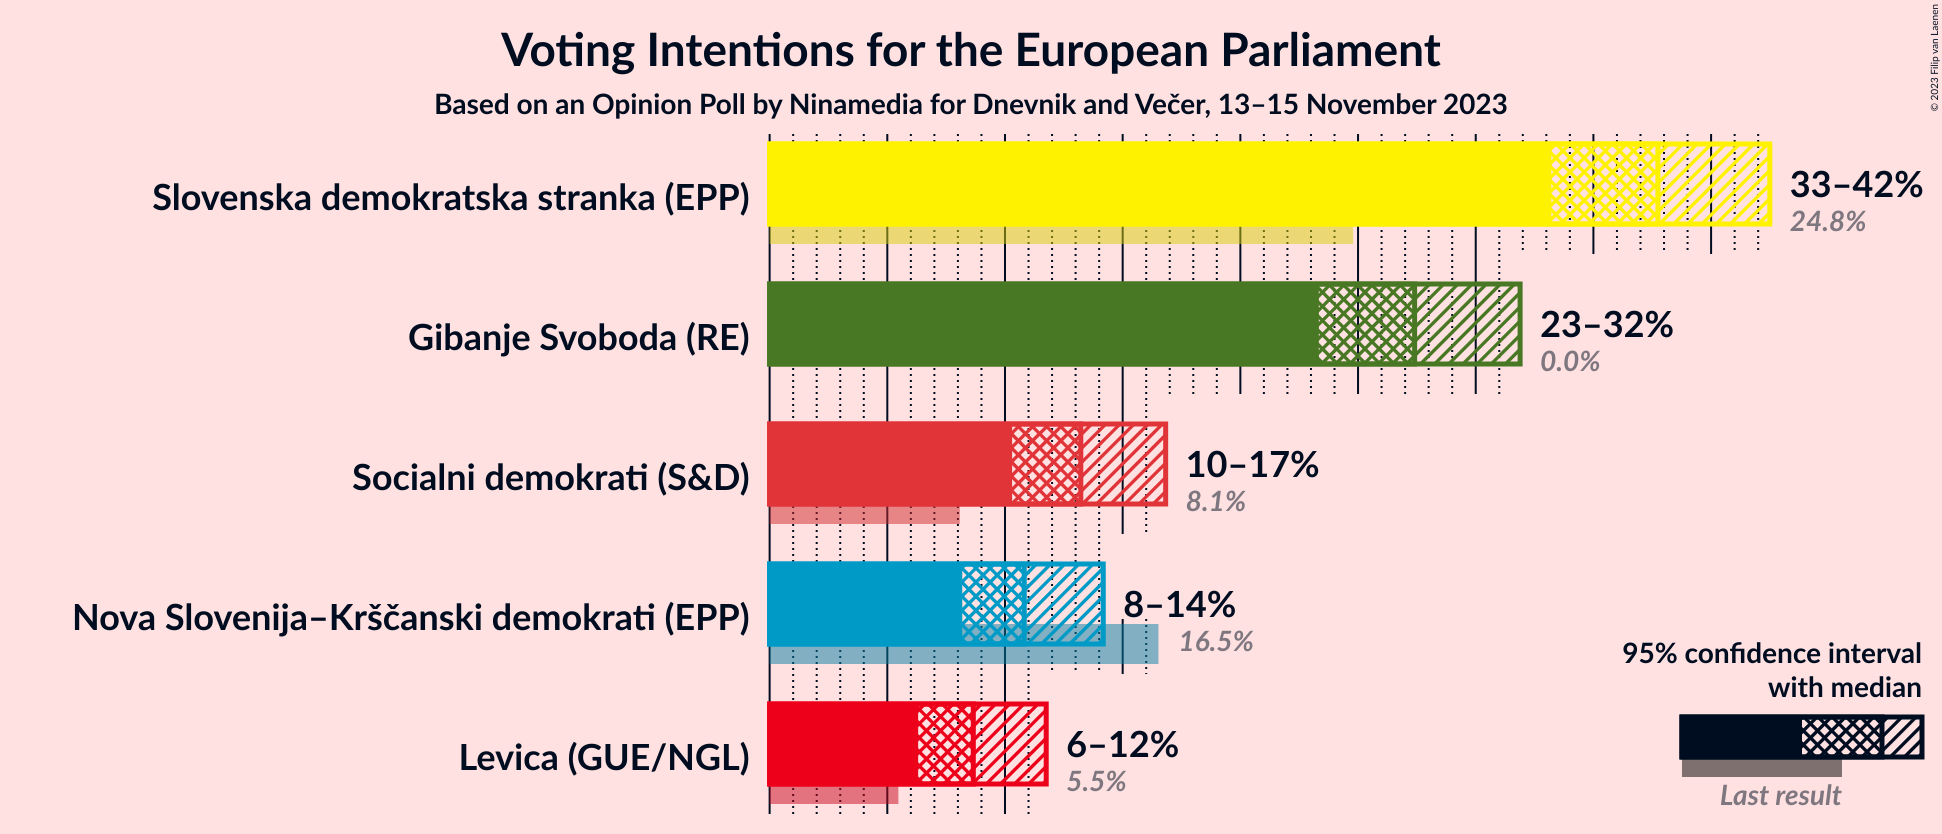 Voting Intentions for the European Parliament
Based on an Opinion Poll by Ninamedia for Dnevnik and Večer, 13–15 November 2023
© 2023 Filip van Laenen
Slovenska demokratska stranka (EPP)
33–42%
24.8%
Gibanje Svoboda (RE)
23–32%
0.0%
Socialni demokrati (S&D)
10–17%
8.1%
Nova Slovenija–Krščanski demokrati (EPP)
8–14%
16.5%
Levica (GUE/NGL)
6–12%
5.5%
95% confidence interval
with median
Last result